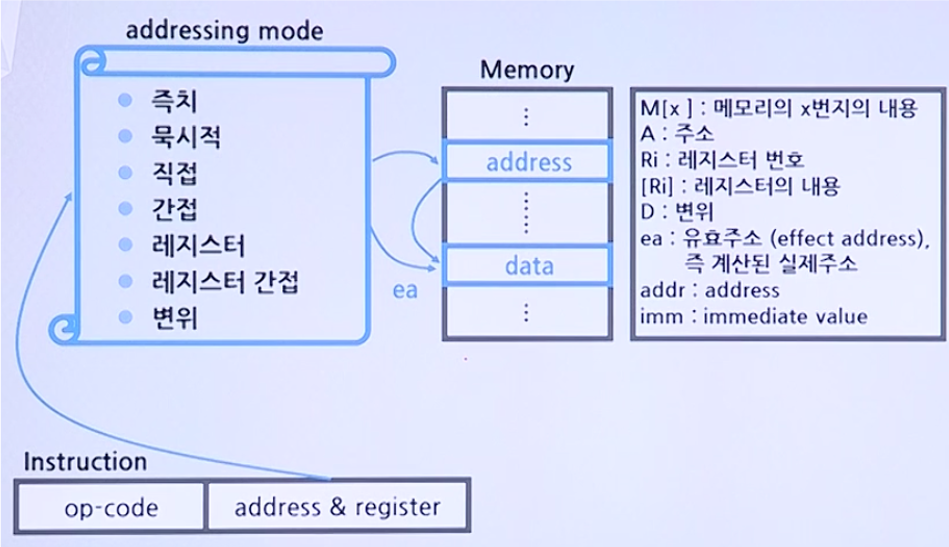 addressing mode
즉치
묵시적
직접
간접
레지스터
레지스터 간접
변위
Memory
⋮
address
⋮
data
⋮
ea
M[x ] : 메모리의 x번지의 내용
A : 주소
Ri : 레지스터 번호
[Ri] : 레지스터의 내용
D : 변위
ea : 유효주소 (effect address),
즉 계산된 실제주소
addr : address
imm : immediate value
Instruction
op-code
address & register